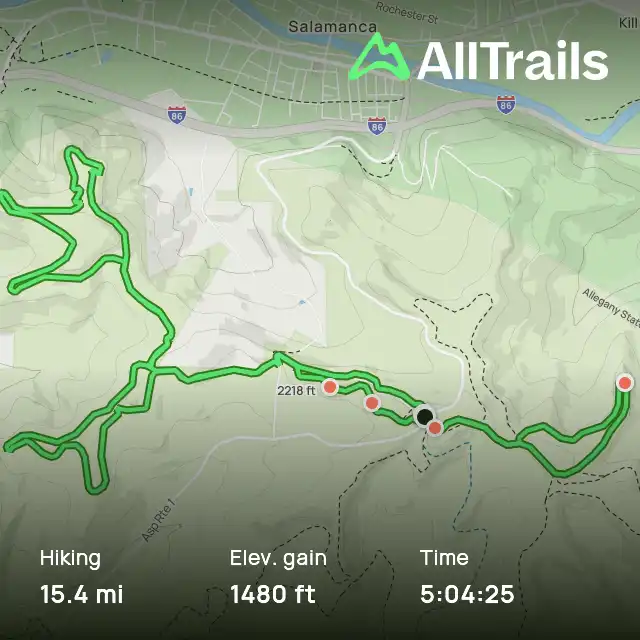 Salamanca
Rochester St
Kill
AllTrails
86
86
86
Allegany Stat
2218 ft
Asp Rte 1
Hiking
Elev. gain
Time
15.4 mi
1480 ft
5:04:25